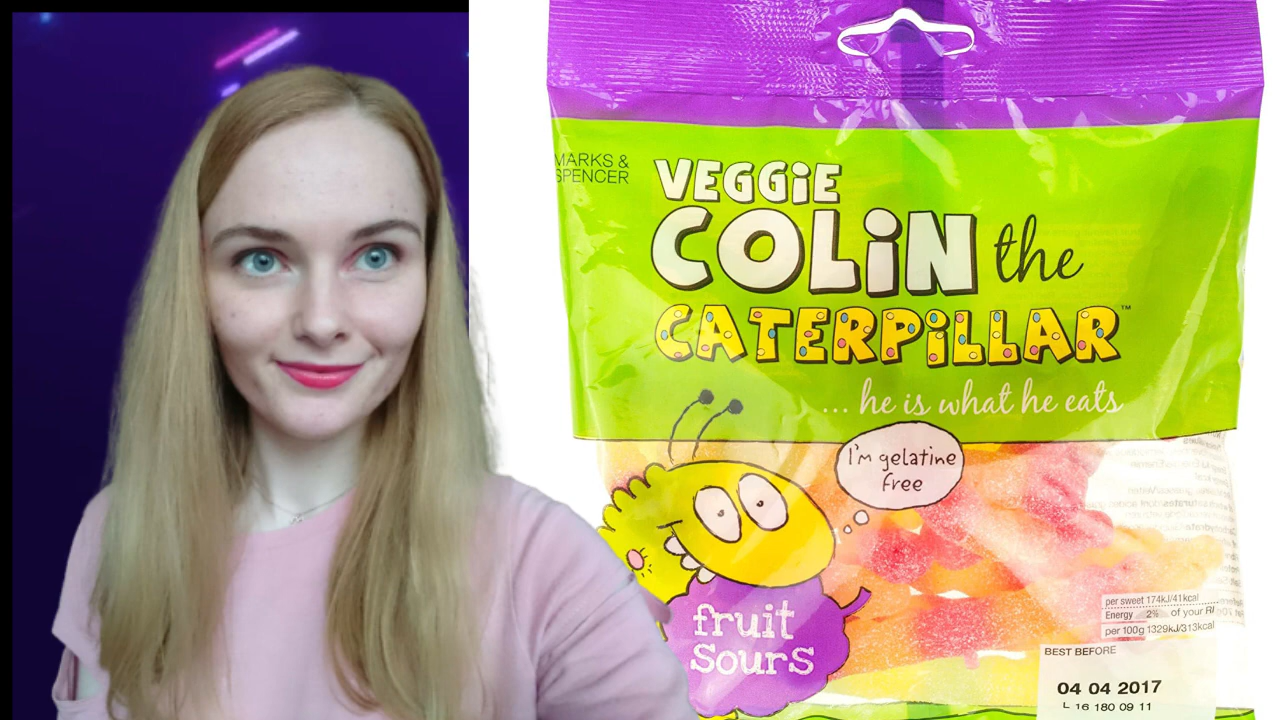 MARKS &
SPENCER
VEGGiE
COLiN the
CATERPiLLAR™
... he is what he eats
I'm gelatine
free
fruit
sours
per sweet 174kJ/41kcal
Energy 2% of your RI
per 100g 1329kJ/313kcal
BEST BEFORE
04 04 2017
L 16 180 09 11